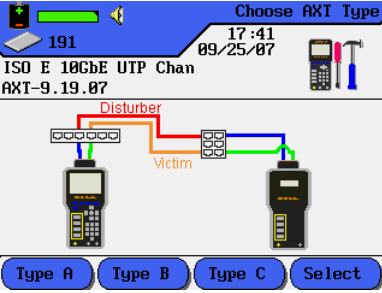 Choose AXT Type
191
17:41
09/25/07
ISO E 10GbE UTP Chan
AXT-9.19.07
Disturber
Victim
Type A
Type B
Type C
Select